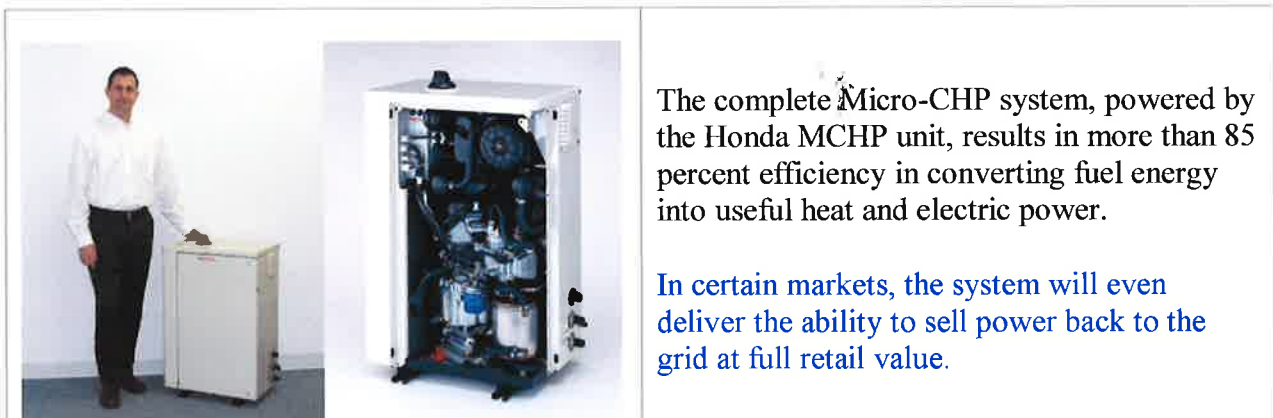 The complete Micro-CHP system, powered by
the Honda MCHP unit, results in more than 85
percent efficiency in converting fuel energy
into useful heat and electric power.
In certain markets, the system will even
deliver the ability to sell power back to the
grid at full retail value.